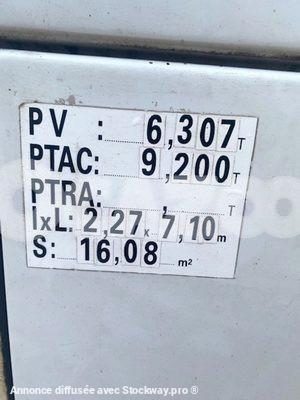 PV : 6,307 T
PTAC: 9,200 T
PTRA: , T
lxL: 2,27 x 7,10 m
S: 16,08 m²
Annonce diffusée avec Stockway.pro ®